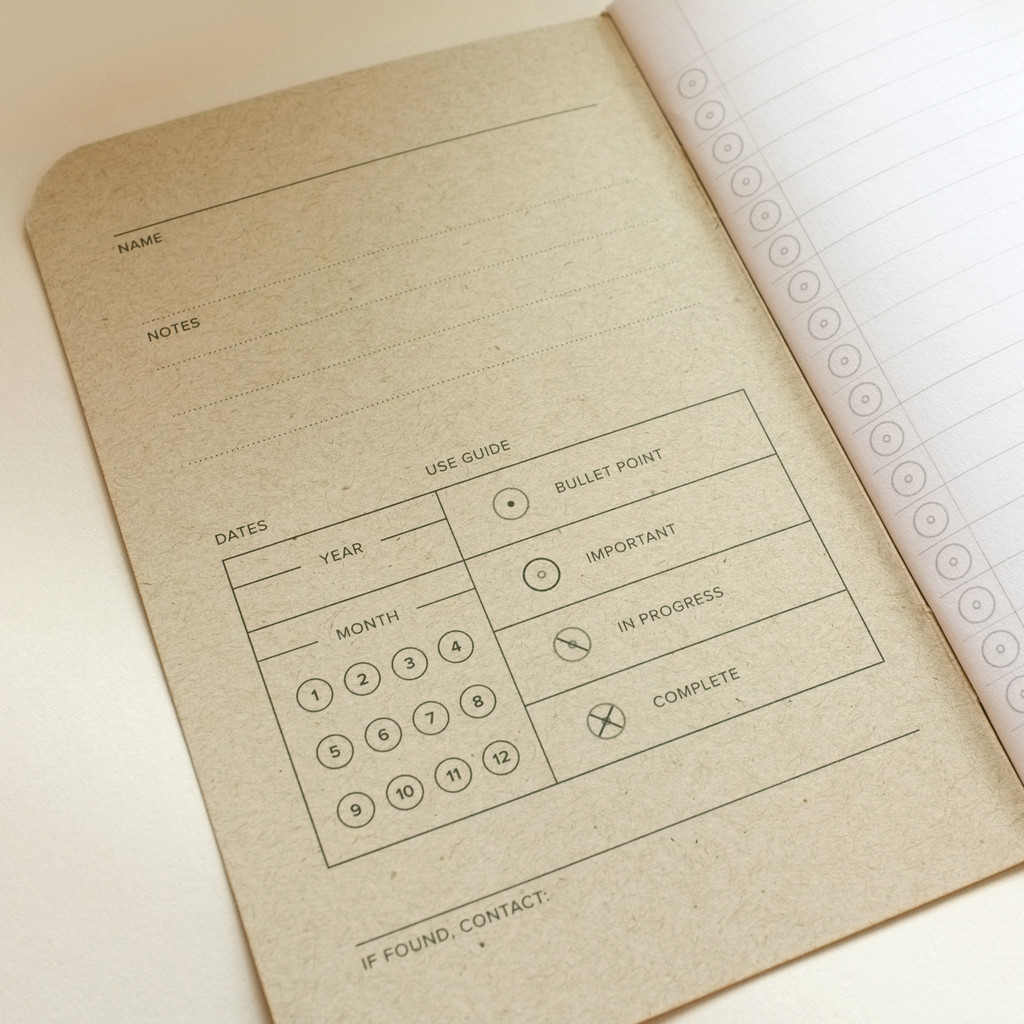 NAME
NOTES
USE GUIDE
DATES
YEAR
BULLET POINT
IMPORTANT
MONTH
IN PROGRESS
1 2 3 4
COMPLETE
5 6 7 8
9 10 11 12
IF FOUND, CONTACT: